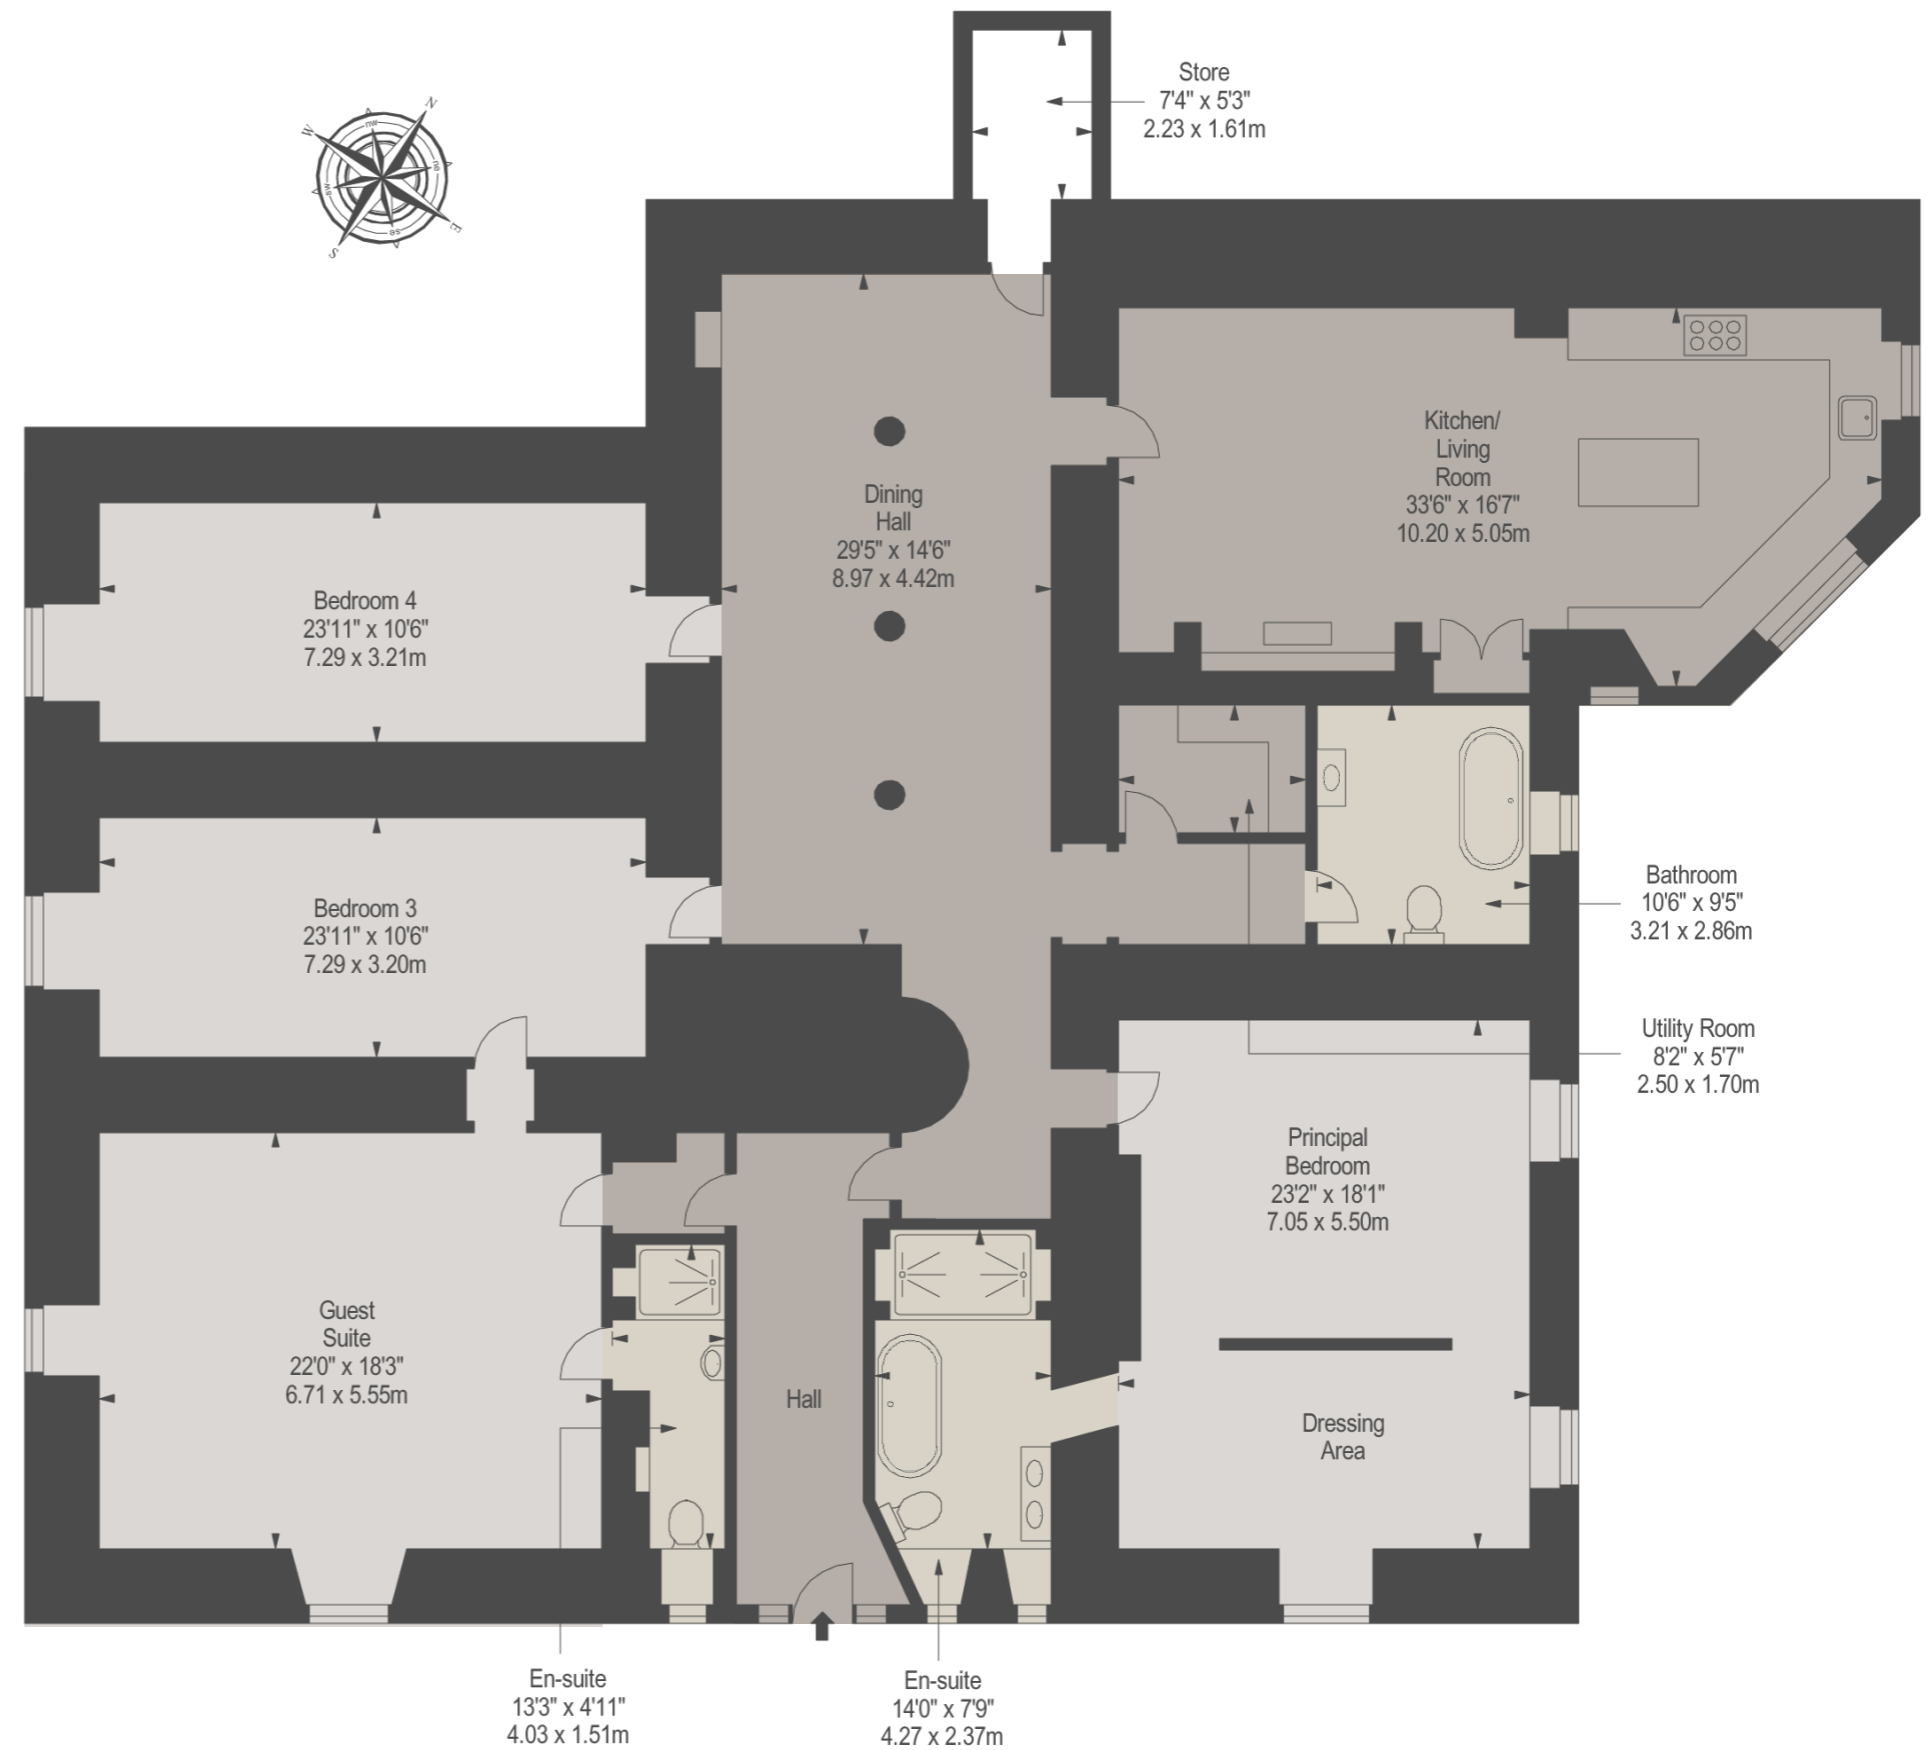 N
W
nw
ne
sw
se
E
S
Store
7'4" x 5'3"
2.23 x 1.61m
Kitchen/
Living
Room
33'6" x 16'7"
10.20 x 5.05m
Dining
Hall
29'5" x 14'6"
8.97 x 4.42m
Bedroom 4
23'11" x 10'6"
7.29 x 3.21m
Bedroom 3
23'11" x 10'6"
7.29 x 3.20m
Bathroom
10'6" x 9'5"
3.21 x 2.86m
Utility Room
8'2" x 5'7"
2.50 x 1.70m
Principal
Bedroom
23'2" x 18'1"
7.05 x 5.50m
Guest
Suite
22'0" x 18'3"
6.71 x 5.55m
Hall
Dressing
Area
En-suite
13'3" x 4'11"
4.03 x 1.51m
En-suite
14'0" x 7'9"
4.27 x 2.37m